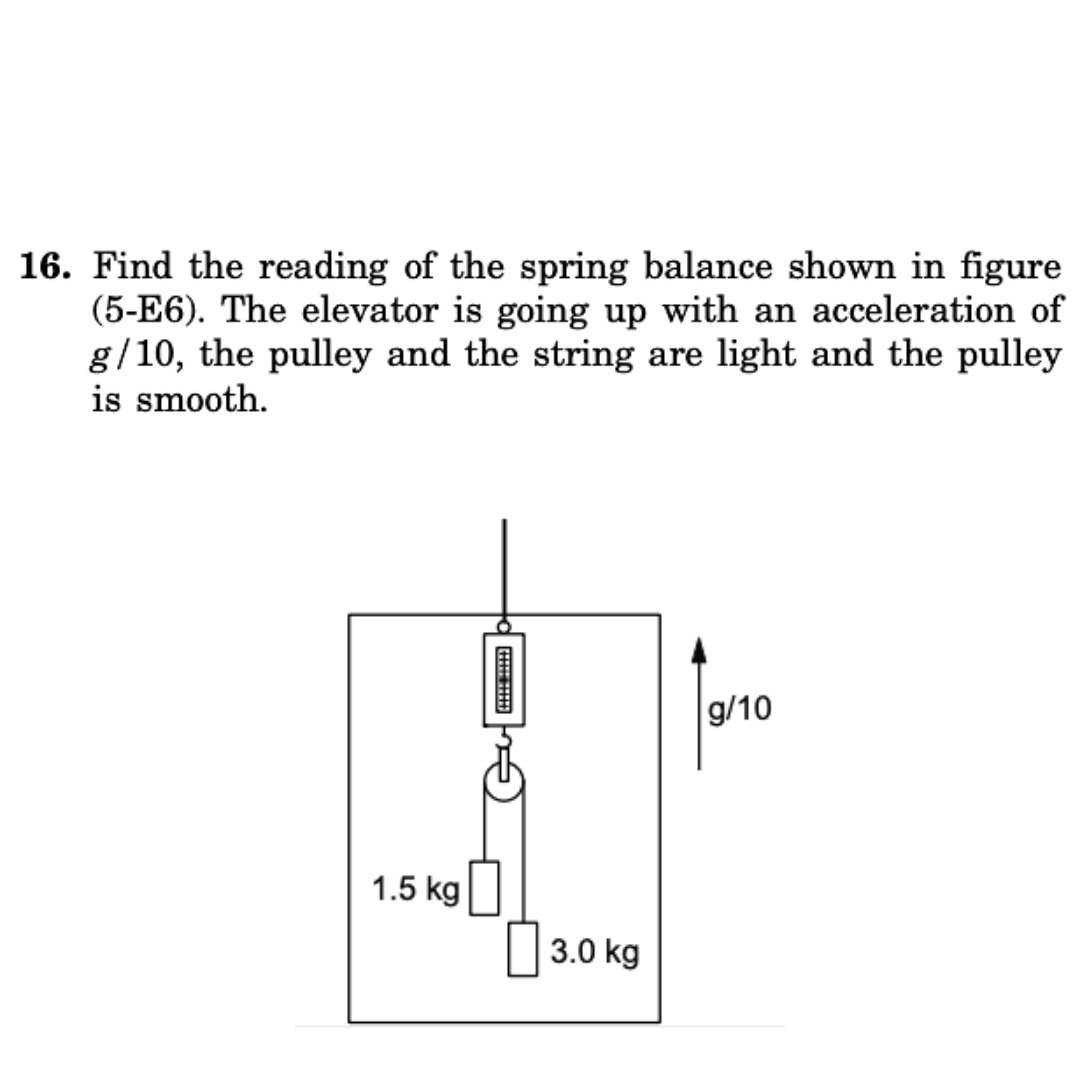 16. Find the reading of the spring balance shown in figure
(5-E6). The elevator is going up with an acceleration of
g/10, the pulley and the string are light and the pulley
is smooth.
g/10
1.5 kg
3.0 kg